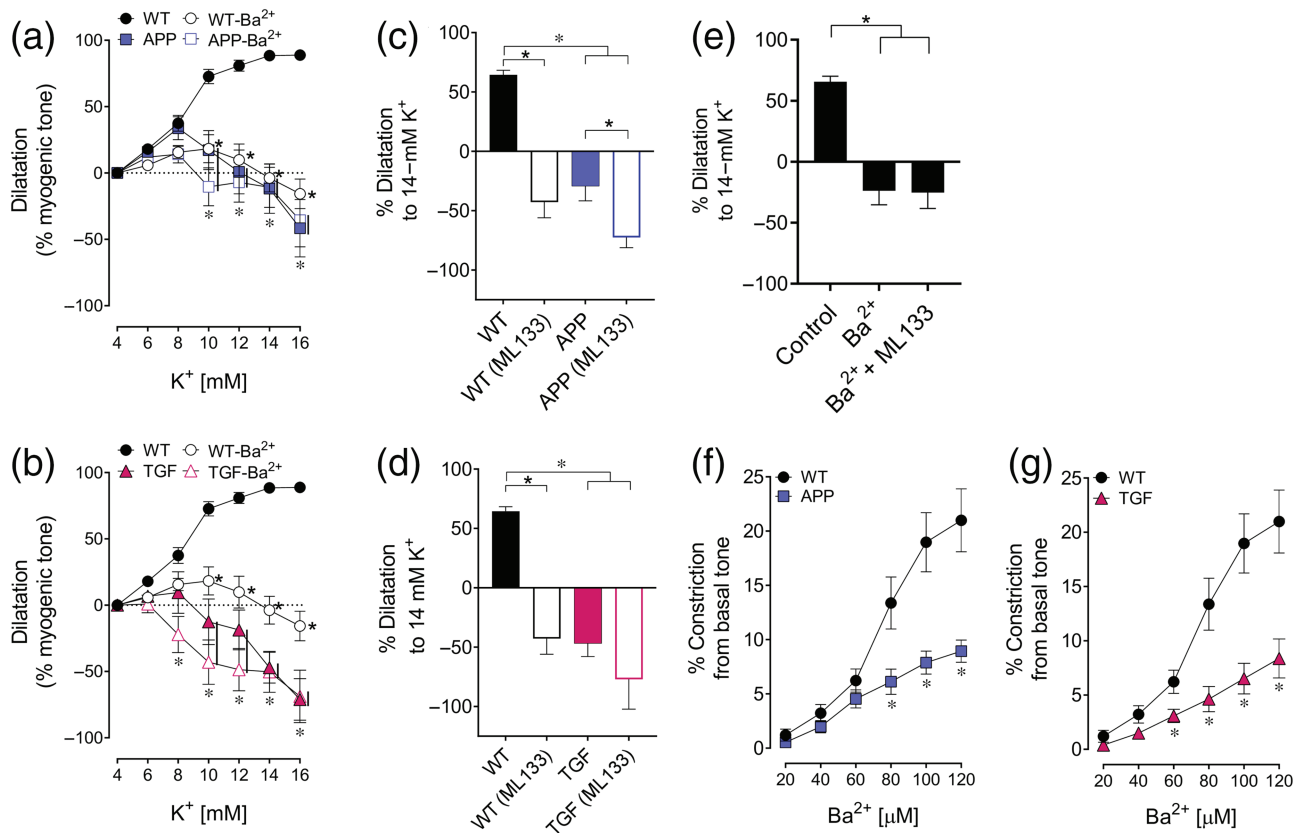 (a)
WT
WT-Ba2+
APP
APP-Ba2+
Dilatation
(% myogenic tone)
100
50
0
−50
−100
* * * *
* * * *
4 6 8 10 12 14 16
K+ [mM]
(b)
WT
WT-Ba2+
TGF
TGF-Ba2+
Dilatation
(% myogenic tone)
100
50
0
−50
−100
* * * *
* * * * *
4 6 8 10 12 14 16
K+ [mM]
(c)
% Dilatation
to 14−mM K+
100
50
0
−50
−100
*
*
*
WT
WT (ML133)
APP
APP (ML133)
(d)
% Dilatation
to 14 mM K+
100
50
0
−50
−100
*
*
WT
WT (ML133)
TGF
TGF (ML133)
(e)
% Dilatation
to 14−mM K+
100
50
0
−50
−100
*
Control
Ba2+
Ba2+ + ML133
(f)
WT
APP
% Constriction
from basal tone
25
20
15
10
5
0
* * *
20 40 60 80 100 120
Ba2+ [μM]
(g)
WT
TGF
% Constriction
from basal tone
25
20
15
10
5
0
* * * *
20 40 60 80 100 120
Ba2+ [μM]